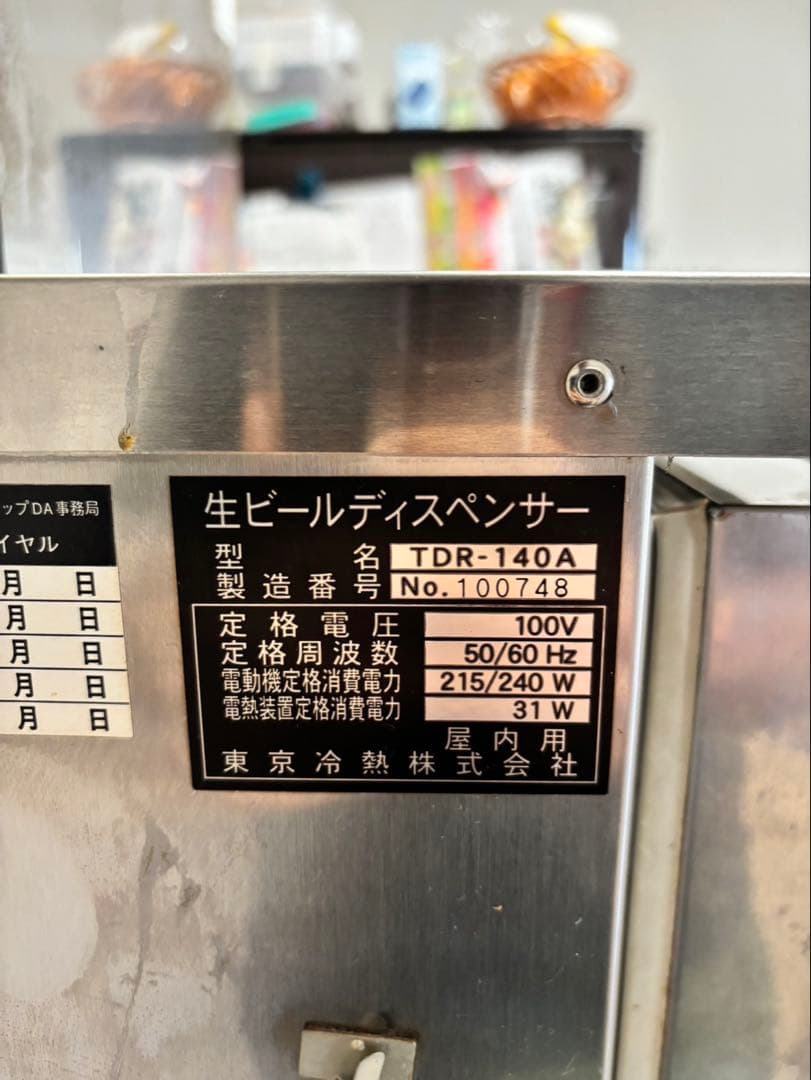 ップDA事務局
イヤル
月 日
月 日
月 日
月 日
月 日
生ビールディスペンサー
型 名 TDR-140A
製造番号 No.100748
定格電圧 100V
定格周波数 50/60 Hz
電動機定格消費電力 215/240 W
電熱装置定格消費電力 31 W
屋内用
東京冷熱株式会社